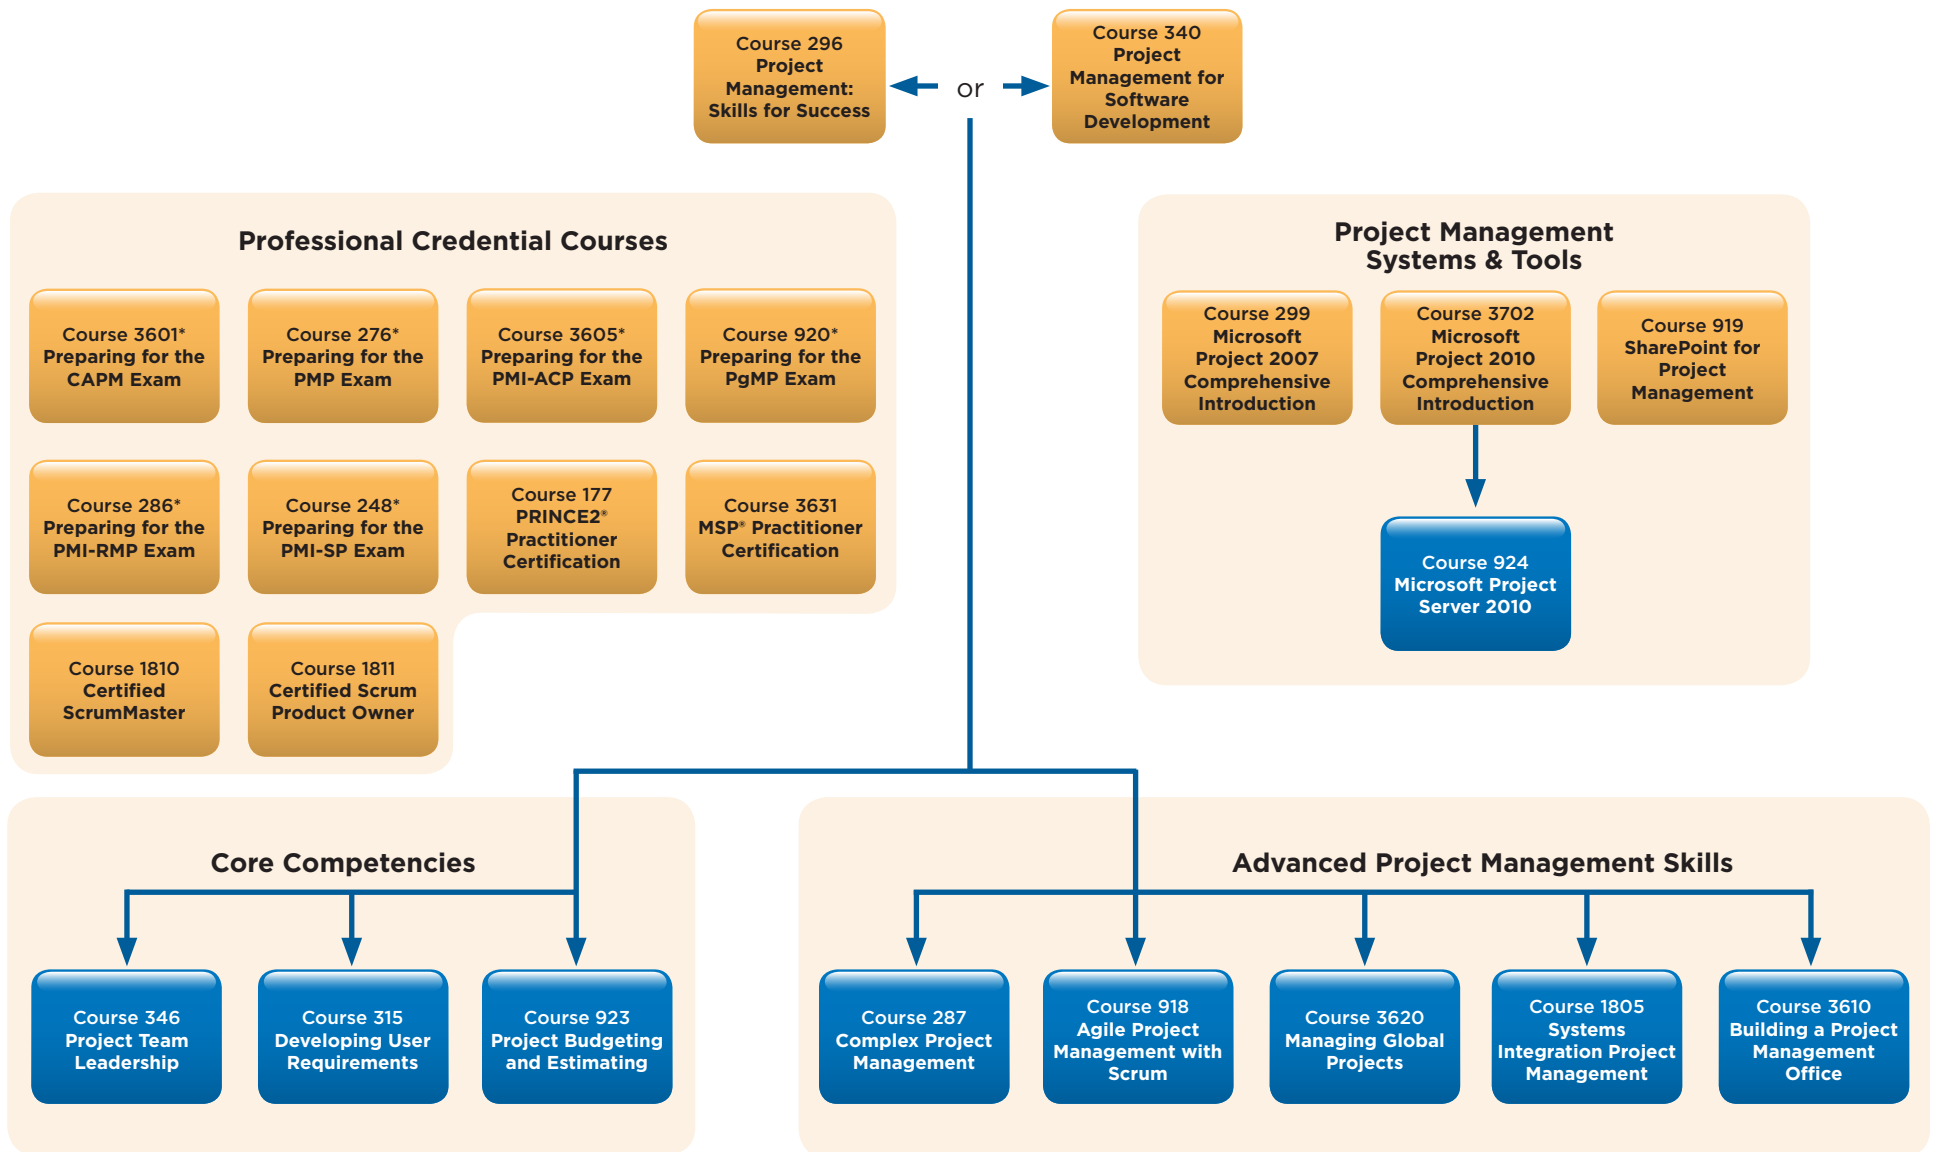 Course 296
Project
Management:
Skills for Success
or
Course 340
Project
Management for
Software
Development
Professional Credential Courses
Course 3601*
Preparing for the
CAPM Exam
Course 276*
Preparing for the
PMP Exam
Course 3605*
Preparing for the
PMI-ACP Exam
Course 920*
Preparing for the
PgMP Exam
Course 286*
Preparing for the
PMI-RMP Exam
Course 248*
Preparing for the
PMI-SP Exam
Course 177
PRINCE2®
Practitioner
Certification
Course 3631
MSP® Practitioner
Certification
Course 1810
Certified
ScrumMaster
Course 1811
Certified Scrum
Product Owner
Project Management
Systems & Tools
Course 299
Microsoft
Project 2007
Comprehensive
Introduction
Course 3702
Microsoft
Project 2010
Comprehensive
Introduction
Course 919
SharePoint for
Project
Management
Course 924
Microsoft Project
Server 2010
Core Competencies
Course 346
Project Team
Leadership
Course 315
Developing User
Requirements
Course 923
Project Budgeting
and Estimating
Advanced Project Management Skills
Course 287
Complex Project
Management
Course 918
Agile Project
Management with
Scrum
Course 3620
Managing Global
Projects
Course 1805
Systems
Integration Project
Management
Course 3610
Building a Project
Management
Office